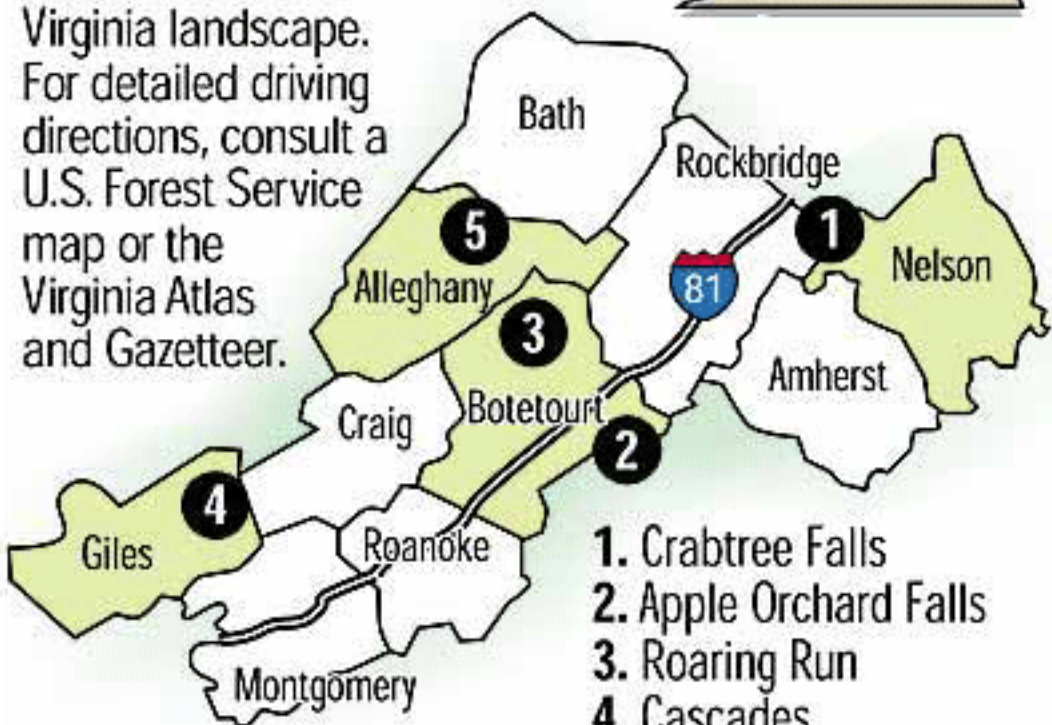 Virginia landscape.
For detailed driving
directions, consult a
U.S. Forest Service
map or the
Virginia Atlas
and Gazetteer.
Bath
Rockbridge
5
1
Nelson
Alleghany
81
3
Amherst
Botetourt
Craig
2
4
Giles
Roanoke
Montgomery
1. Crabtree Falls
2. Apple Orchard Falls
3. Roaring Run
4. Cascades